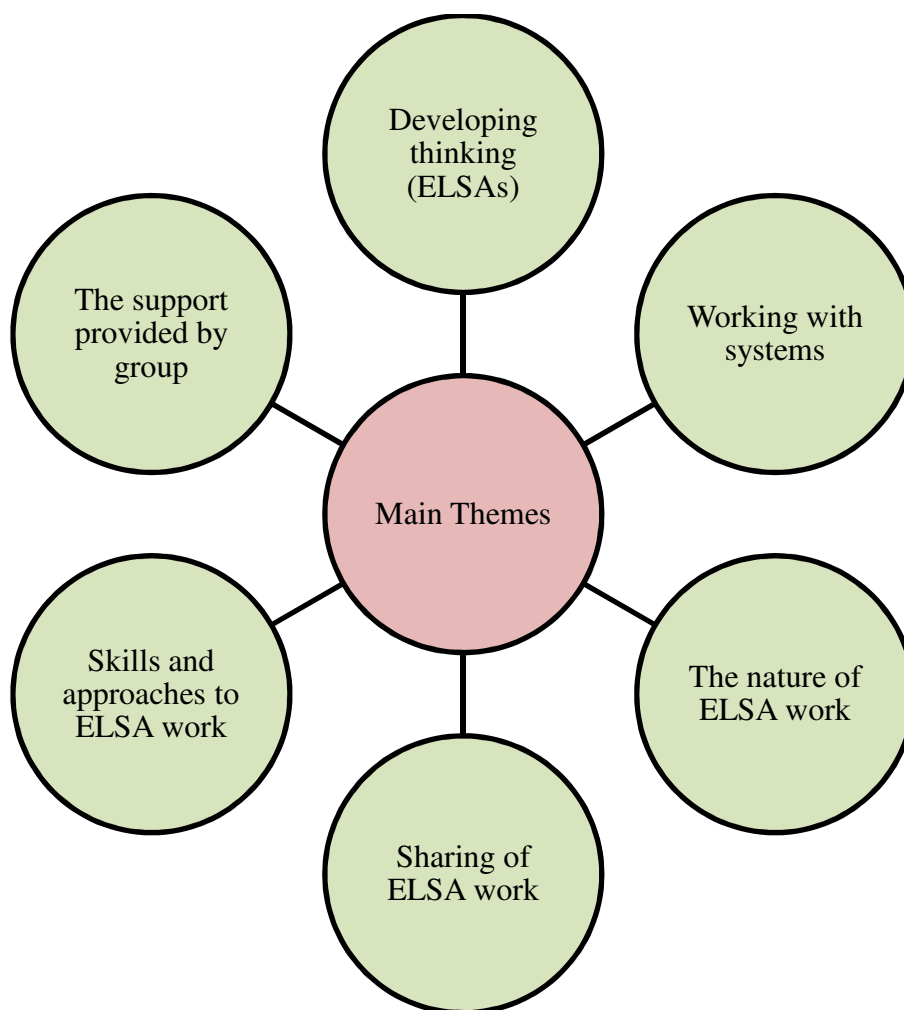 Developing
thinking
(ELSAs)
The support
provided by
group
Working with
systems
Main Themes
Skills and
approaches to
ELSA work
The nature of
ELSA work
Sharing of
ELSA work